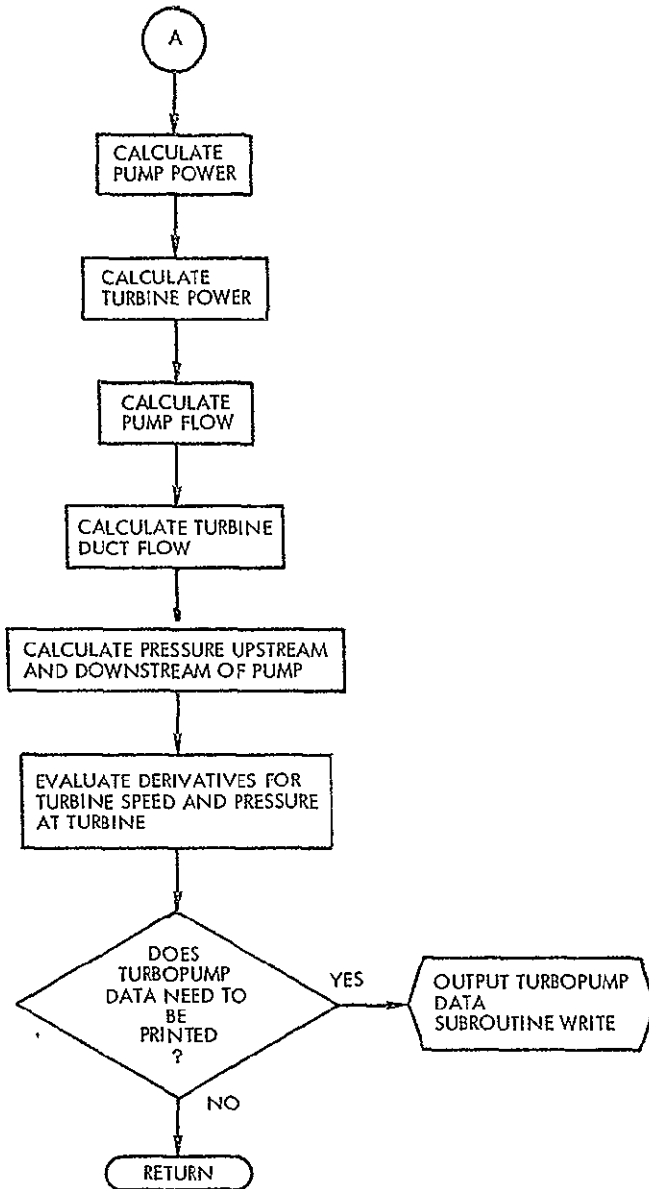 A
CALCULATE
PUMP POWER
CALCULATE
TURBINE POWER
CALCULATE
PUMP FLOW
CALCULATE TURBINE
DUCT FLOW
CALCULATE PRESSURE UPSTREAM
AND DOWNSTREAM OF PUMP
EVALUATE DERIVATIVES FOR
TURBINE SPEED AND PRESSURE
AT TURBINE
DOES
TURBOPUMP
DATA NEED TO
BE
PRINTED
?
YES
OUTPUT TURBOPUMP
DATA
SUBROUTINE WRITE
NO
RETURN